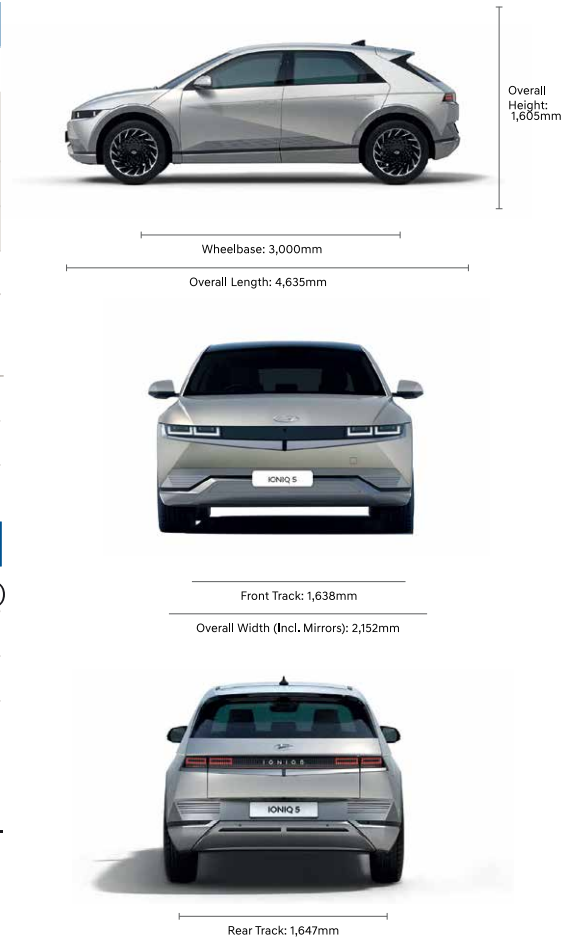 Overall
Height:
1,605mm
Wheelbase: 3,000mm
Overall Length: 4,635mm
IONIQ 5
Front Track: 1,638mm
Overall Width (Incl. Mirrors): 2,152mm
IONIQ5
IONIQ 5
Rear Track: 1,647mm